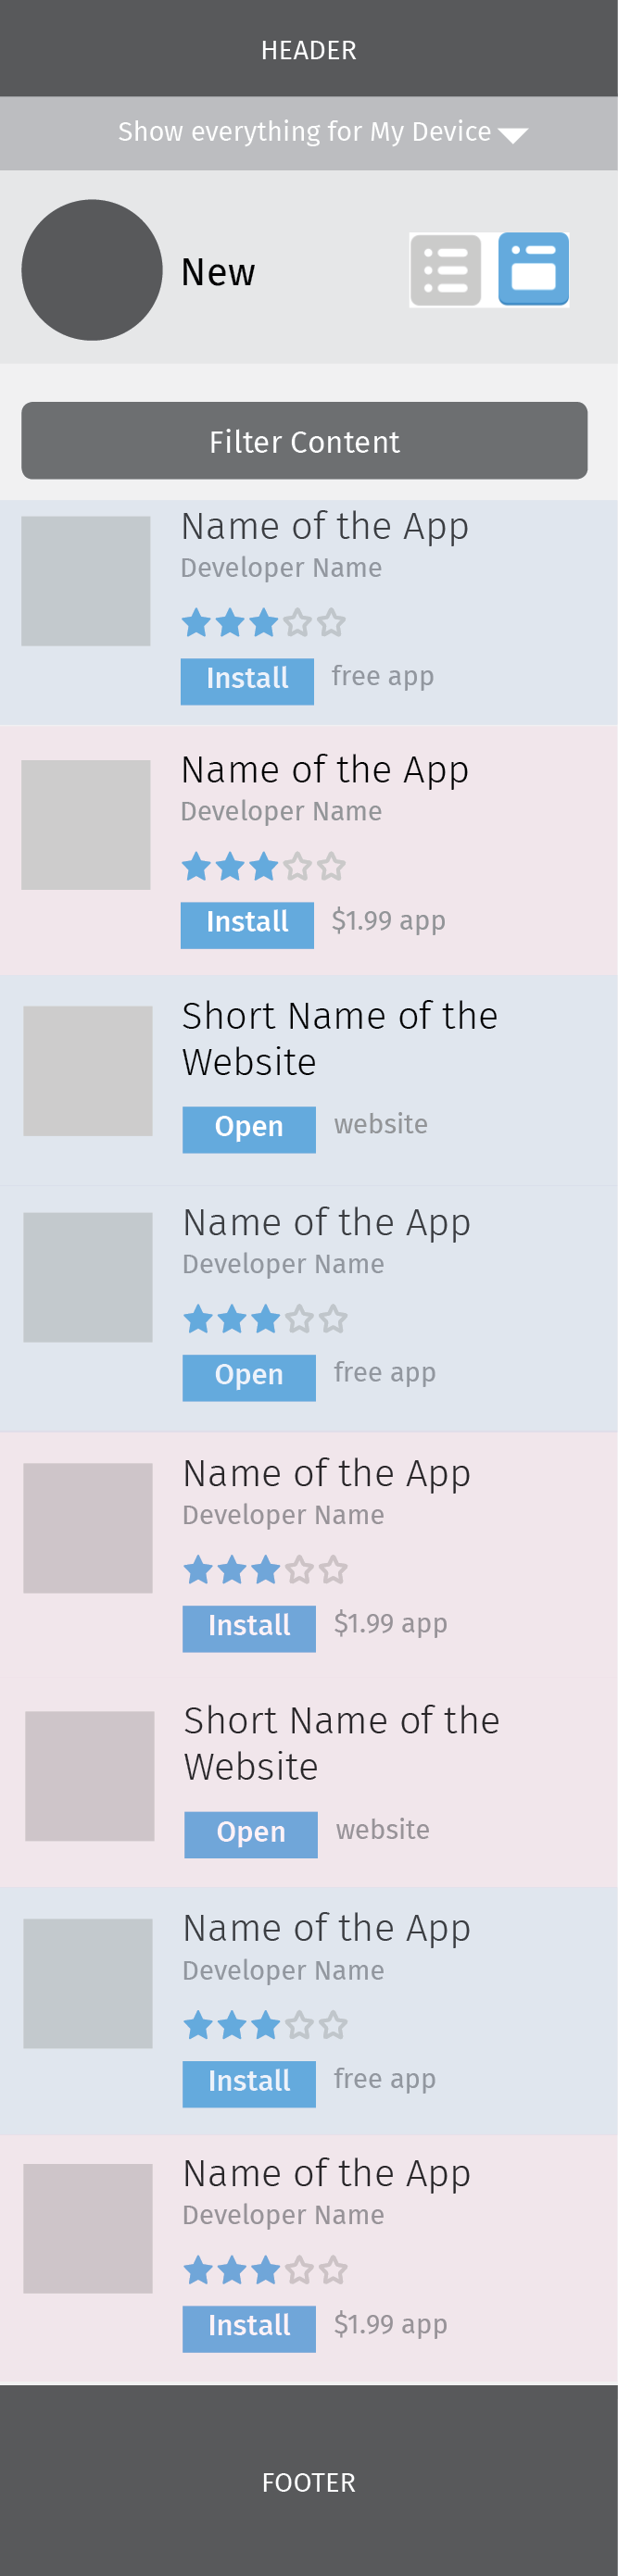 HEADER
Show everything for My Device
New
Filter Content
Name of the App
Developer Name
Install free app
Name of the App
Developer Name
Install $1.99 app
Short Name of the
Website
Open website
Name of the App
Developer Name
Open free app
Name of the App
Developer Name
Install $1.99 app
Short Name of the
Website
Open website
Name of the App
Developer Name
Install free app
Name of the App
Developer Name
Install $1.99 app
FOOTER